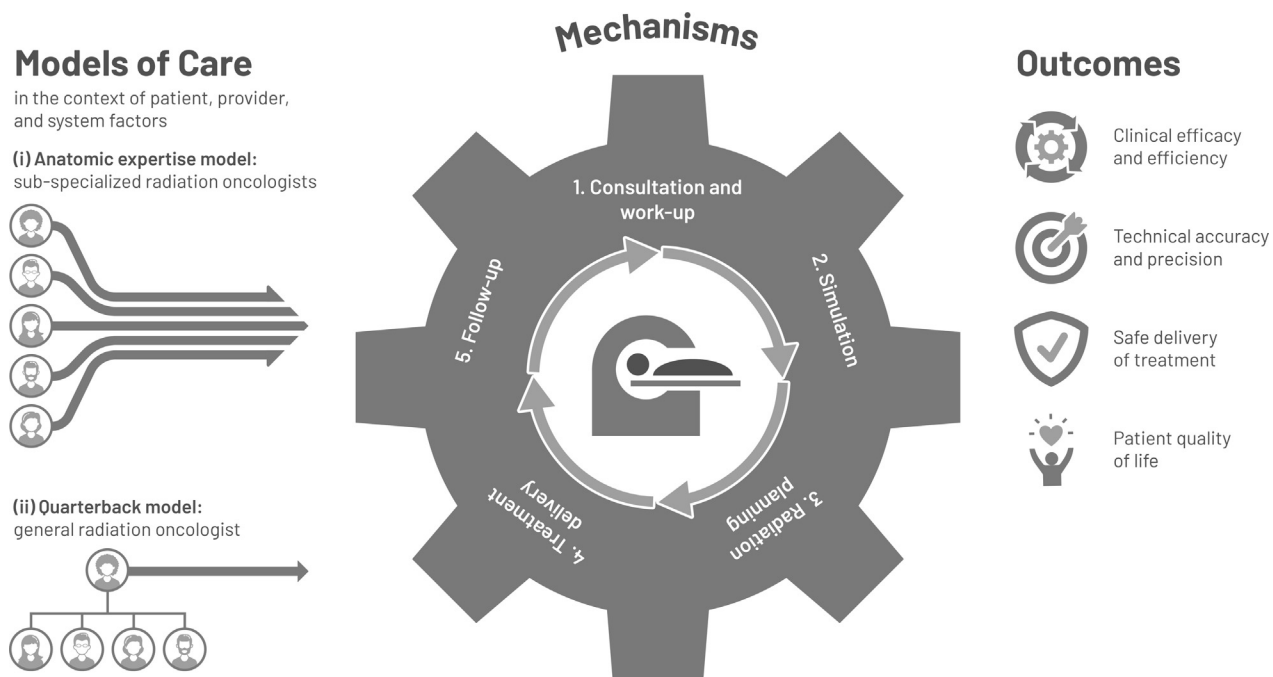 Models of Care
in the context of patient, provider,
and system factors
(i) Anatomic expertise model:
sub-specialized radiation oncologists
(ii) Quarterback model:
general radiation oncologist
Mechanisms
1. Consultation and
work-up
2. Simulation
3. Radiation
planning
4. Treatment
delivery
5. Follow-up
Outcomes
Clinical efficacy
and efficiency
Technical accuracy
and precision
Safe delivery
of treatment
Patient quality
of life